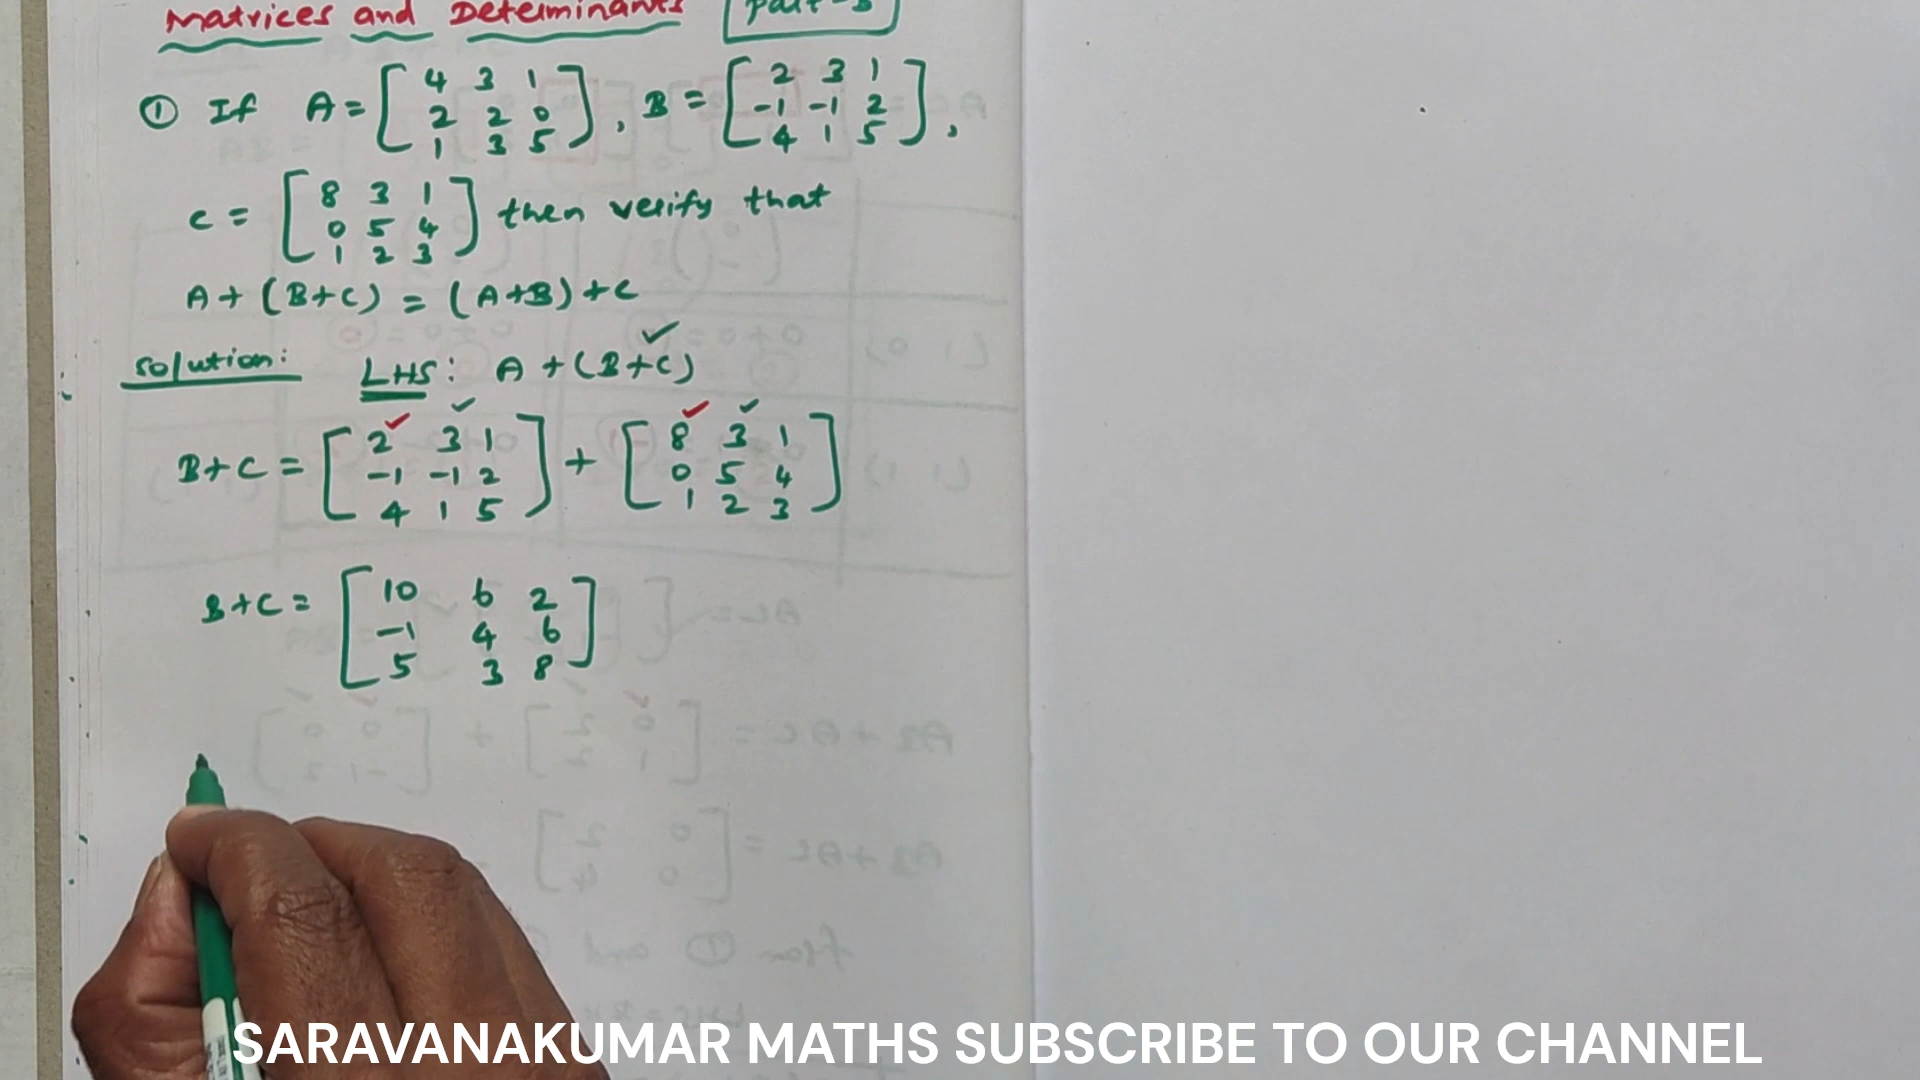 Matrices and Determinants Part-3
① If A = [ 4 3 1 ], B = [ 2 3 1 ],
2 2 0 -1 -1 2
1 3 5 4 1 5
C = [ 8 3 1 ] then verify that
0 5 4
1 2 3
A + (B+C) = (A+B) + C
Solution: LHS: A + (B+C)
B+C = [ 2 3 1 ] + [ 8 3 1 ]
-1 -1 2 0 5 4
4 1 5 1 2 3
B+C = [ 10 6 2 ]
-1 4 6
5 3 8
SARAVANAKUMAR MATHS SUBSCRIBE TO OUR CHANNEL